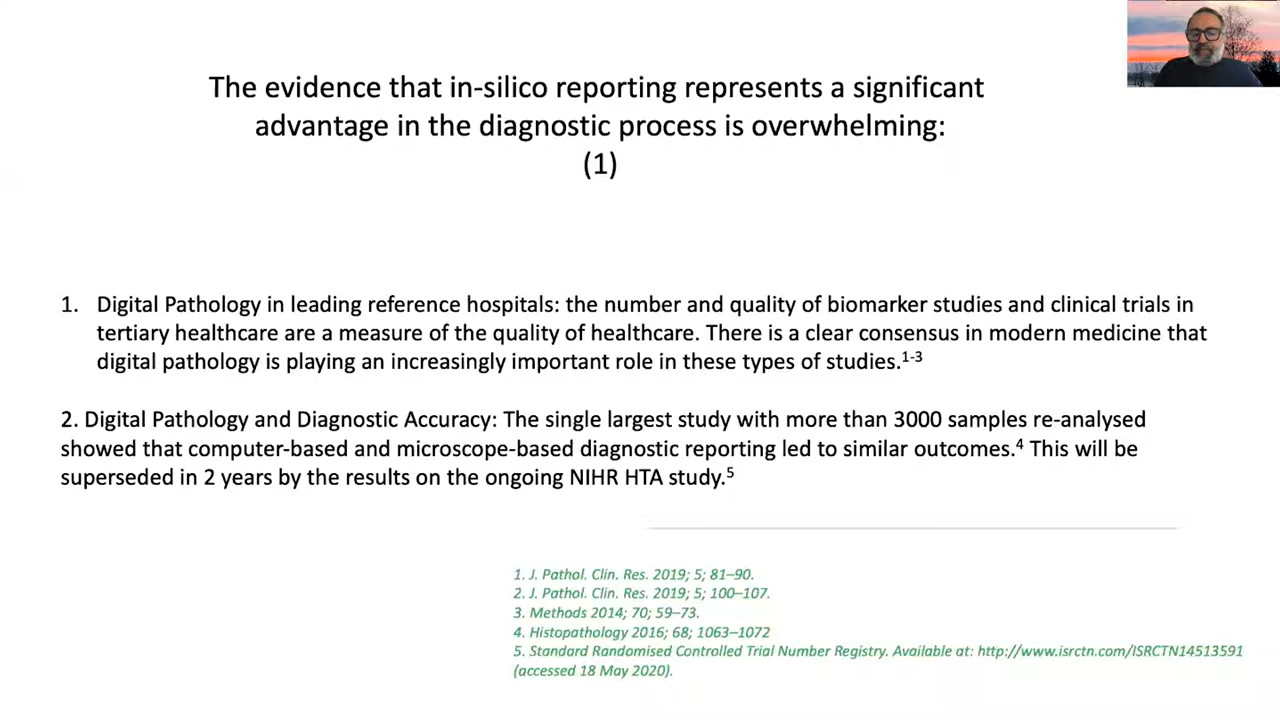 The evidence that in-silico reporting represents a significant
advantage in the diagnostic process is overwhelming:
(1)
1. Digital Pathology in leading reference hospitals: the number and quality of biomarker studies and clinical trials in
tertiary healthcare are a measure of the quality of healthcare. There is a clear consensus in modern medicine that
digital pathology is playing an increasingly important role in these types of studies.¹⁻³
2. Digital Pathology and Diagnostic Accuracy: The single largest study with more than 3000 samples re-analysed
showed that computer-based and microscope-based diagnostic reporting led to similar outcomes.⁴ This will be
superseded in 2 years by the results on the ongoing NIHR HTA study.⁵
1. J. Pathol. Clin. Res. 2019; 5; 81–90.
2. J. Pathol. Clin. Res. 2019; 5; 100–107.
3. Methods 2014; 70; 59–73.
4. Histopathology 2016; 68; 1063–1072
5. Standard Randomised Controlled Trial Number Registry. Available at: http://www.isrctn.com/ISRCTN14513591
(accessed 18 May 2020).